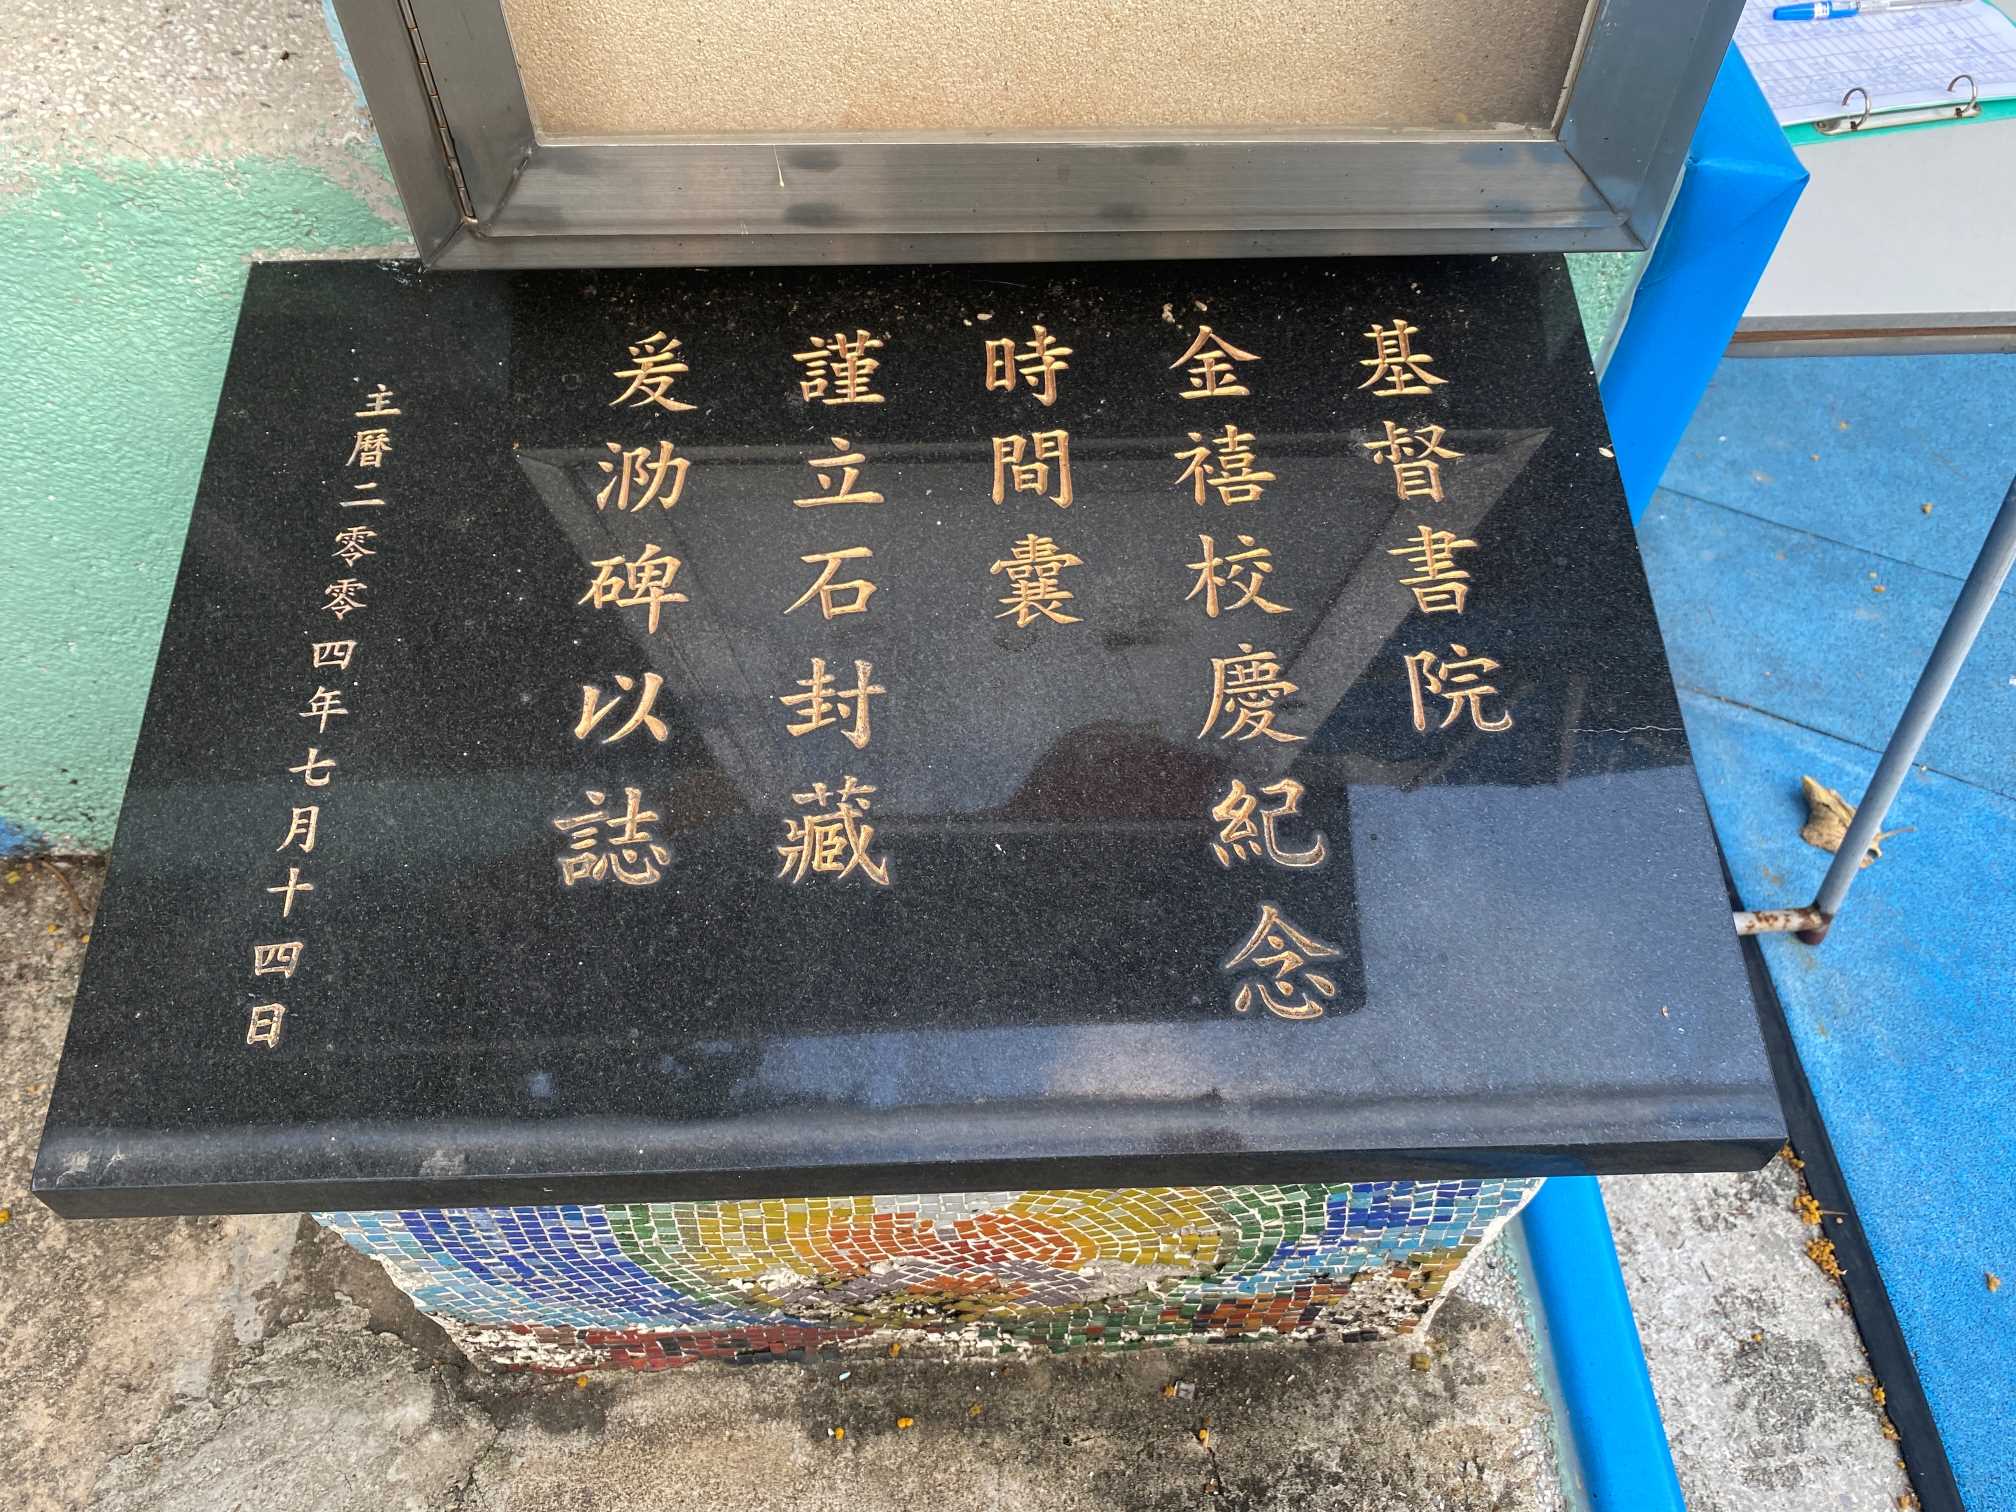 基督書院
金禧校慶紀念
時間囊
謹立石封藏
爰泐碑以誌
主曆二零零四年七月十四日